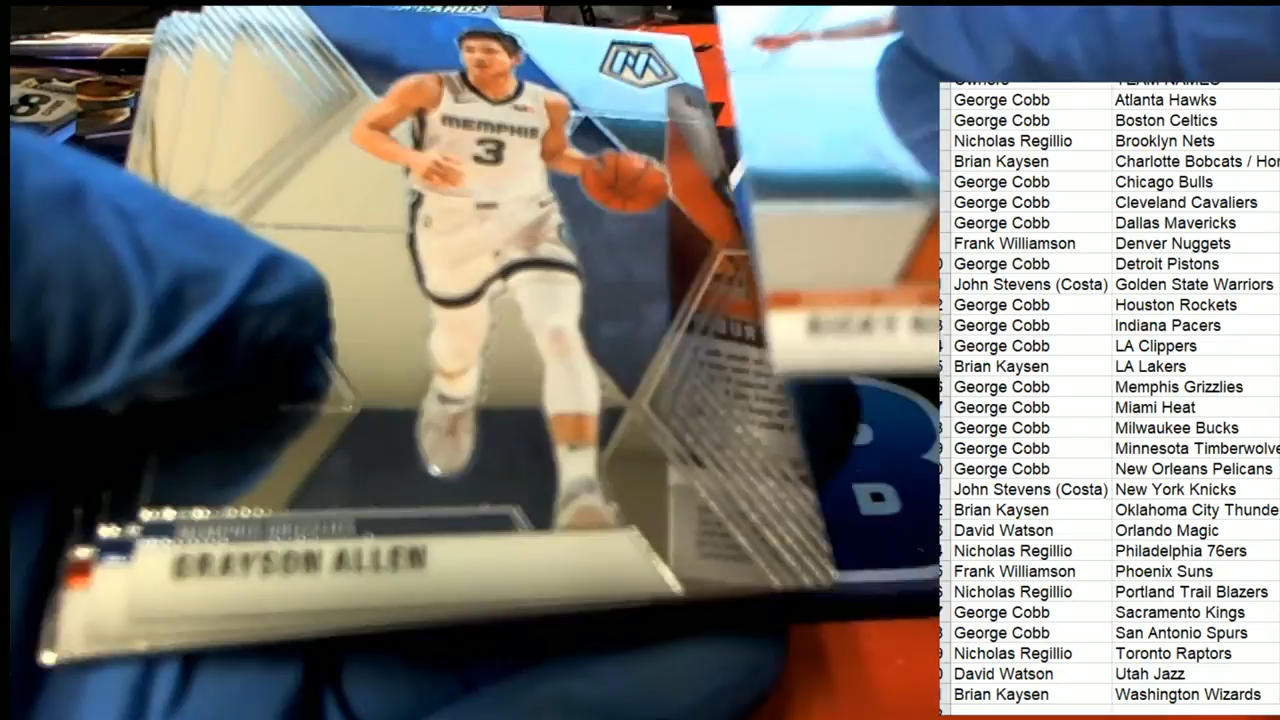 MEMPHIS
3
MEMPHIS GRIZZLIES
GRAYSON ALLEN
RICKY
8
TEAM NAMES
George Cobb Atlanta Hawks
George Cobb Boston Celtics
Nicholas Regillio Brooklyn Nets
Brian Kaysen Charlotte Bobcats / Hor
George Cobb Chicago Bulls
George Cobb Cleveland Cavaliers
George Cobb Dallas Mavericks
Frank Williamson Denver Nuggets
George Cobb Detroit Pistons
John Stevens (Costa) Golden State Warriors
George Cobb Houston Rockets
George Cobb Indiana Pacers
George Cobb LA Clippers
Brian Kaysen LA Lakers
George Cobb Memphis Grizzlies
George Cobb Miami Heat
George Cobb Milwaukee Bucks
George Cobb Minnesota Timberwolve
George Cobb New Orleans Pelicans
John Stevens (Costa) New York Knicks
Brian Kaysen Oklahoma City Thunde
David Watson Orlando Magic
Nicholas Regillio Philadelphia 76ers
Frank Williamson Phoenix Suns
Nicholas Regillio Portland Trail Blazers
George Cobb Sacramento Kings
George Cobb San Antonio Spurs
Nicholas Regillio Toronto Raptors
David Watson Utah Jazz
Brian Kaysen Washington Wizards